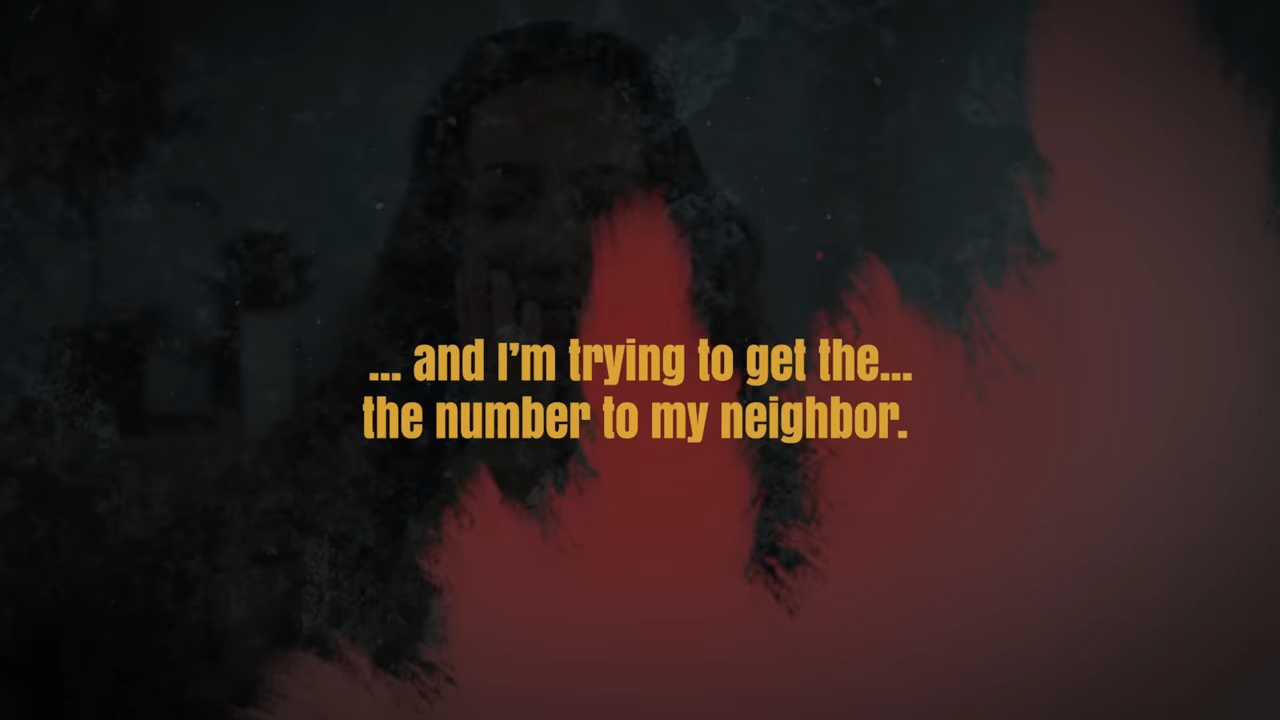 ... and I'm trying to get the...
the number to my neighbor.